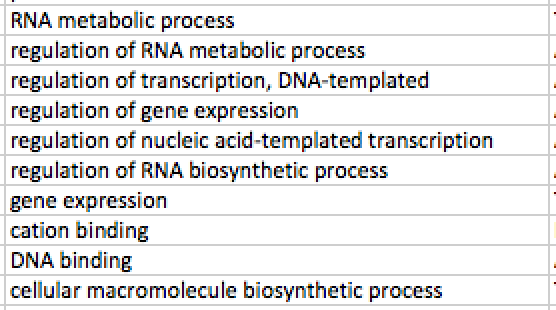 RNA metabolic process
regulation of RNA metabolic process
regulation of transcription, DNA-templated
regulation of gene expression
regulation of nucleic acid-templated transcription
regulation of RNA biosynthetic process
gene expression
cation binding
DNA binding
cellular macromolecule biosynthetic process